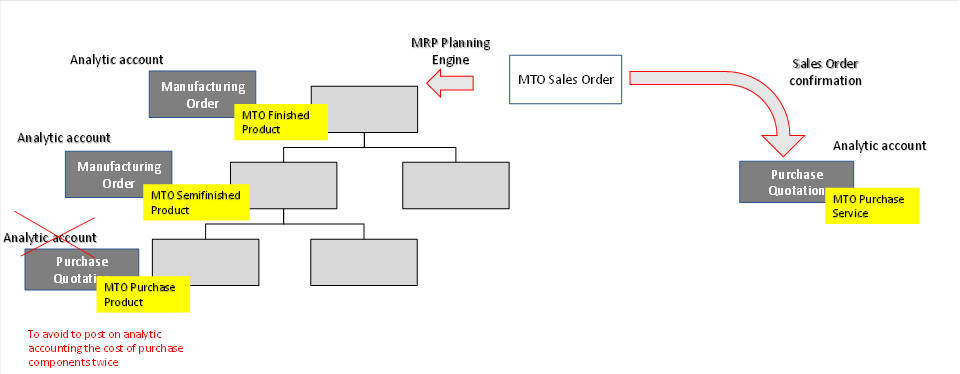 MRP Planning
Engine
MTO Sales Order
Sales Order
confirmation
Analytic account
Manufacturing
Order
MTO Finished
Product
Analytic account
Manufacturing
Order
MTO Semifinished
Product
Analytic account
Purchase
Quotation
MTO Purchase
Service
Analytic account
Purchase
Quotation
MTO Purchase
Product
To avoid to post on analytic
accounting the cost of purchase
components twice